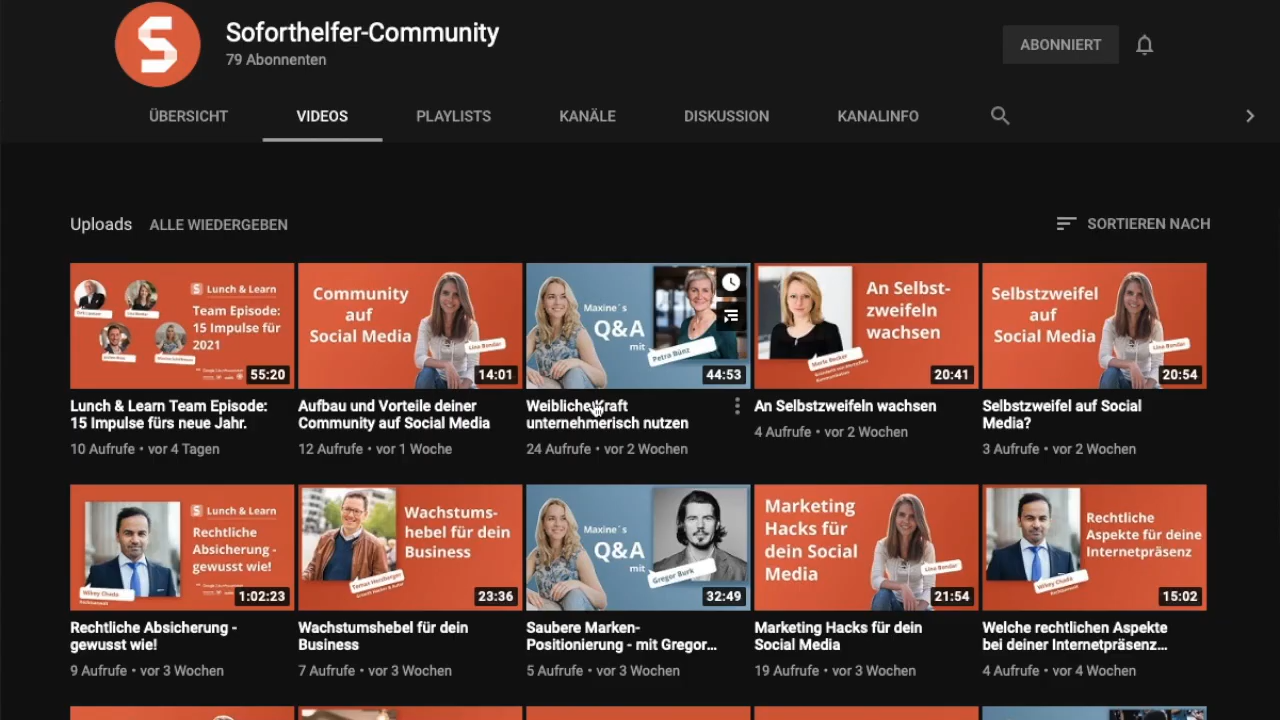 Soforthelfer-Community
79 Abonnenten
ABONNIERT
ÜBERSICHT
VIDEOS
PLAYLISTS
KANÄLE
DISKUSSION
KANALINFO
Uploads
ALLE WIEDERGEBEN
SORTIEREN NACH
S Lunch & Learn
Team Episode:
15 Impulse für
2021
55:20
Community
auf
Social Media
Lina Bonder
14:01
Maxine´s
Q&A
mit
Petra Bünz
44:53
An Selbst-
zweifeln
wachsen
20:41
Selbstzweifel
auf
Social Media
Lina Bonder
20:54
Lunch & Learn Team Episode:
15 Impulse fürs neue Jahr.
10 Aufrufe • vor 4 Tagen
Aufbau und Vorteile deiner
Community auf Social Media
12 Aufrufe • vor 1 Woche
Weibliche Kraft
unternehmerisch nutzen
24 Aufrufe • vor 2 Wochen
An Selbstzweifeln wachsen
4 Aufrufe • vor 2 Wochen
Selbstzweifel auf Social
Media?
3 Aufrufe • vor 2 Wochen
S Lunch & Learn
Rechtliche
Absicherung -
gewusst wie!
1:02:23
Wachstums-
hebel für dein
Business
23:36
Maxine´s
Q&A
mit
Gregor Burk
32:49
Marketing
Hacks für
dein Social
Media
Lina Bonder
21:54
Rechtliche
Aspekte für deine
Internetpräsenz
15:02
Rechtliche Absicherung -
gewusst wie!
9 Aufrufe • vor 3 Wochen
Wachstumshebel für dein
Business
7 Aufrufe • vor 3 Wochen
Saubere Marken-
Positionierung - mit Gregor...
5 Aufrufe • vor 3 Wochen
Marketing Hacks für dein
Social Media
19 Aufrufe • vor 3 Wochen
Welche rechtlichen Aspekte
bei deiner Internetpräsenz...
4 Aufrufe • vor 4 Wochen